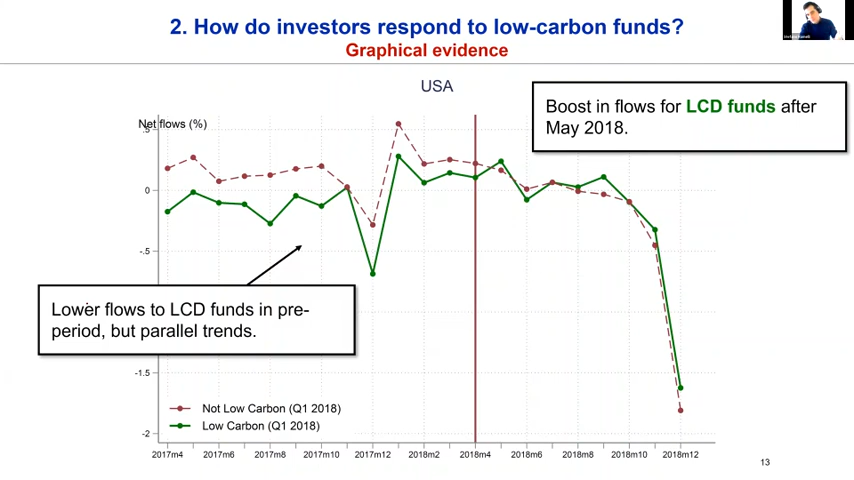 2. How do investors respond to low-carbon funds?
Graphical evidence
USA
Boost in flows for LCD funds after
May 2018.
Net flows (%)
.5
0
-.5
Lower flows to LCD funds in pre-
period, but parallel trends.
-1.5
-2
Not Low Carbon (Q1 2018)
Low Carbon (Q1 2018)
2017m4 2017m6 2017m8 2017m10 2017m12 2018m2 2018m4 2018m6 2018m8 2018m10 2018m12
13